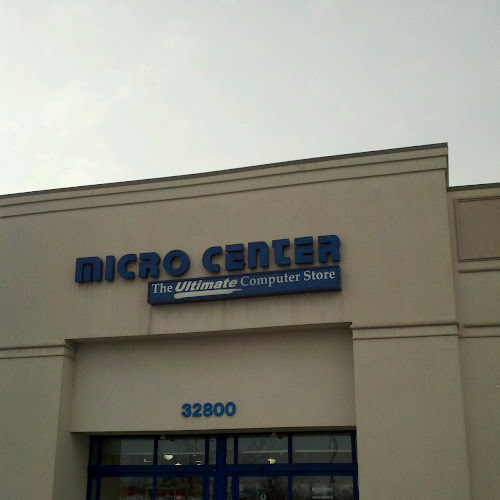 MICRO CENTER
The Ultimate Computer Store
32800